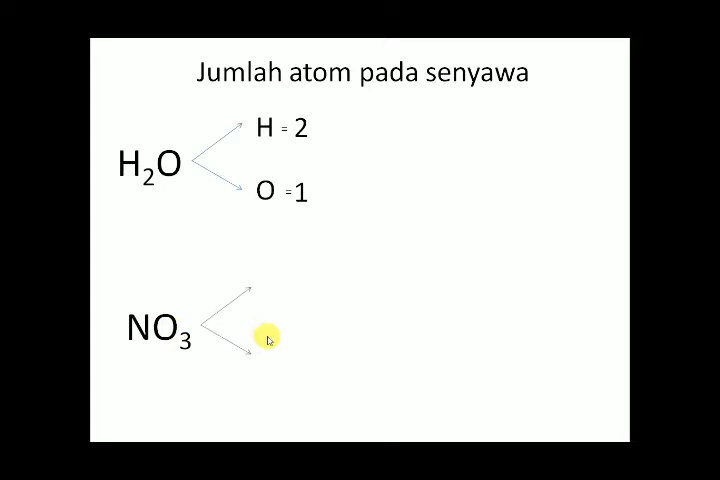 Jumlah atom pada senyawa
H = 2
H₂O
O = 1
NO₃